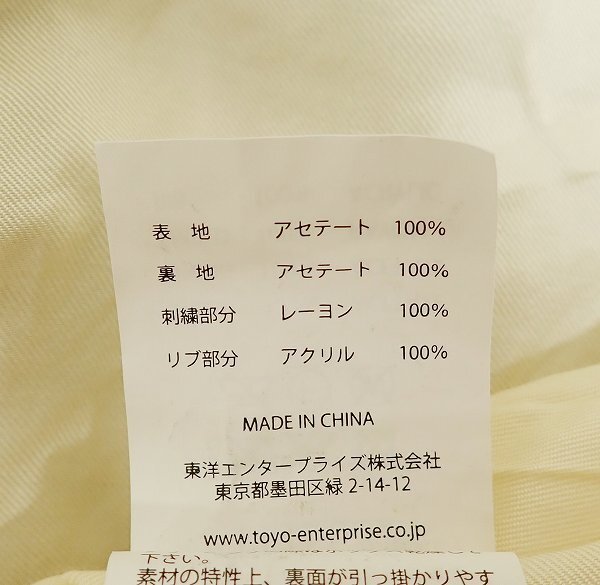 表 地 アセテート 100%
裏 地 アセテート 100%
刺繍部分 レーヨン 100%
リブ部分 アクリル 100%
MADE IN CHINA
東洋エンタープライズ株式会社
東京都墨田区緑 2-14-12
www.toyo-enterprise.co.jp
下さい。
素材の特性上、裏面が引っ掛かりやす